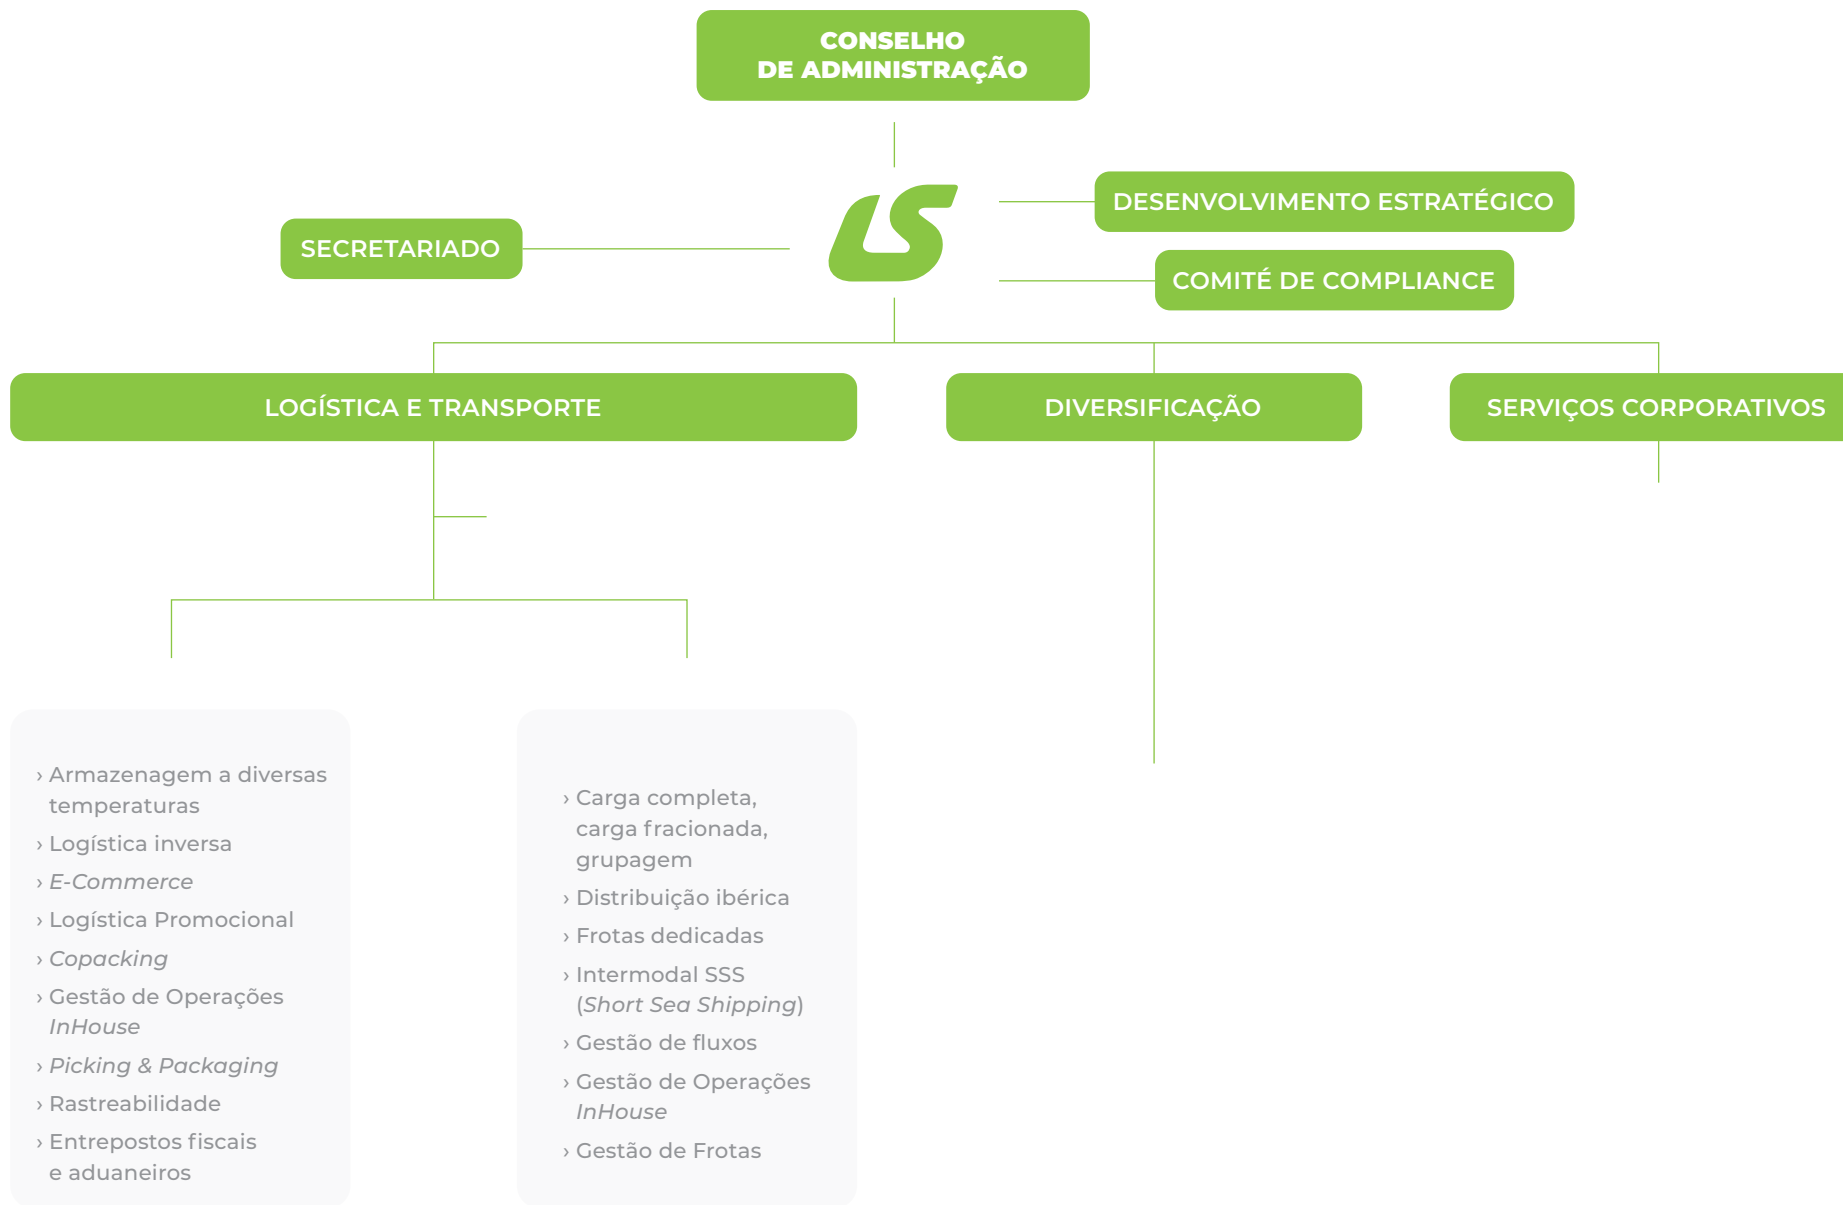 CONSELHO
DE ADMINISTRAÇÃO
LS
DESENVOLVIMENTO ESTRATÉGICO
SECRETARIADO
COMITÉ DE COMPLIANCE
LOGÍSTICA E TRANSPORTE
DIVERSIFICAÇÃO
SERVIÇOS CORPORATIVOS
› Armazenagem a diversas
temperaturas
› Logística inversa
› E-Commerce
› Logística Promocional
› Copacking
› Gestão de Operações
InHouse
› Picking & Packaging
› Rastreabilidade
› Entrepostos fiscais
e aduaneiros
› Carga completa,
carga fracionada,
grupagem
› Distribuição ibérica
› Frotas dedicadas
› Intermodal SSS
(Short Sea Shipping)
› Gestão de fluxos
› Gestão de Operações
InHouse
› Gestão de Frotas